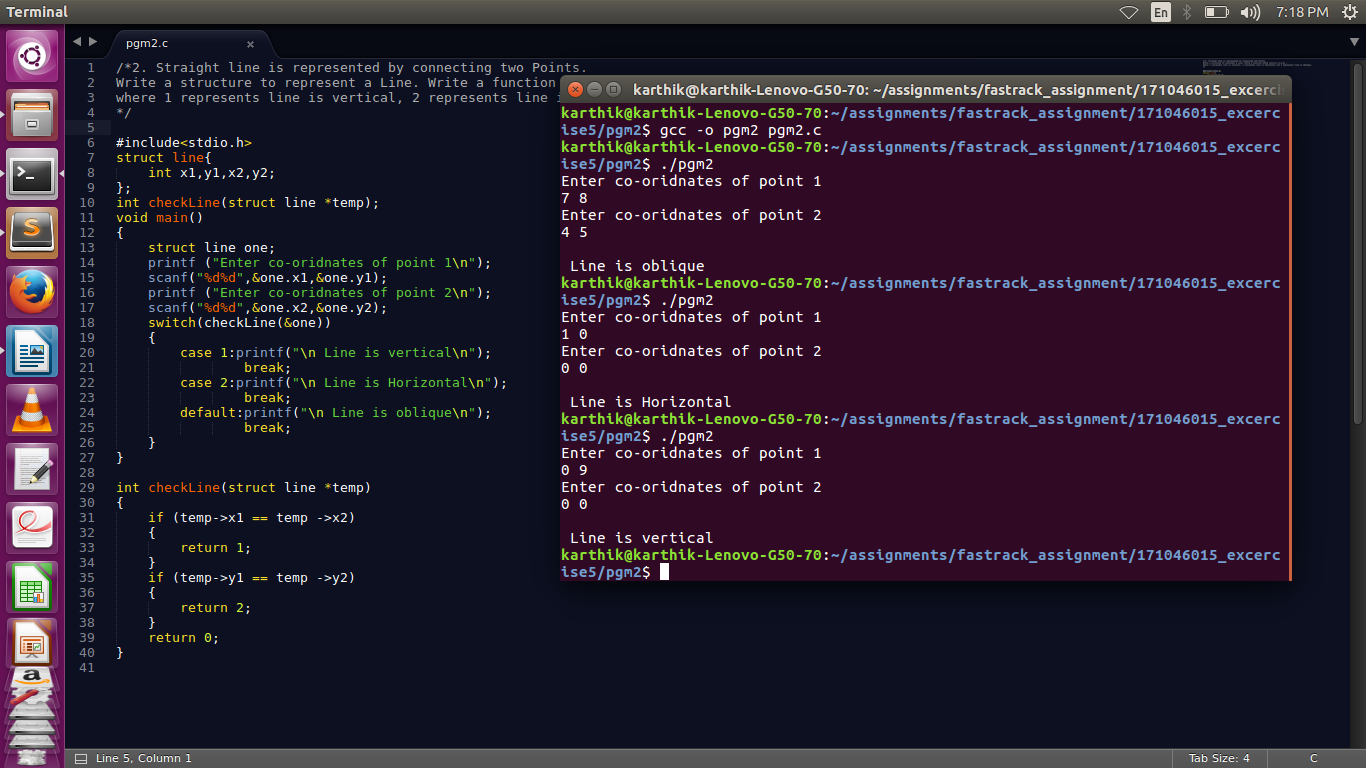 Terminal
En
7:18 PM
pgm2.c
1 /*2. Straight line is represented by connecting two Points.
2 Write a structure to represent a Line. Write a function
3 where 1 represents line is vertical, 2 represents line
4 */
5
6 #include<stdio.h>
7 struct line{
8 int x1,y1,x2,y2;
9 };
10 int checkLine(struct line *temp);
11 void main()
12 {
13 struct line one;
14 printf ("Enter co-oridnates of point 1\n");
15 scanf("%d%d",&one.x1,&one.y1);
16 printf ("Enter co-oridnates of point 2\n");
17 scanf("%d%d",&one.x2,&one.y2);
18 switch(checkLine(&one))
19 {
20 case 1:printf("\n Line is vertical\n");
21 break;
22 case 2:printf("\n Line is Horizontal\n");
23 break;
24 default:printf("\n Line is oblique\n");
25 break;
26 }
27 }
28
29 int checkLine(struct line *temp)
30 {
31 if (temp->x1 == temp ->x2)
32 {
33 return 1;
34 }
35 if (temp->y1 == temp ->y2)
36 {
37 return 2;
38 }
39 return 0;
40 }
41
karthik@karthik-Lenovo-G50-70: ~/assignments/fastrack_assignment/171046015_excerci
karthik@karthik-Lenovo-G50-70:~/assignments/fastrack_assignment/171046015_excerc
ise5/pgm2$ gcc -o pgm2 pgm2.c
karthik@karthik-Lenovo-G50-70:~/assignments/fastrack_assignment/171046015_excerc
ise5/pgm2$ ./pgm2
Enter co-oridnates of point 1
7 8
Enter co-oridnates of point 2
4 5
Line is oblique
karthik@karthik-Lenovo-G50-70:~/assignments/fastrack_assignment/171046015_excerc
ise5/pgm2$ ./pgm2
Enter co-oridnates of point 1
1 0
Enter co-oridnates of point 2
0 0
Line is Horizontal
karthik@karthik-Lenovo-G50-70:~/assignments/fastrack_assignment/171046015_excerc
ise5/pgm2$ ./pgm2
Enter co-oridnates of point 1
0 9
Enter co-oridnates of point 2
0 0
Line is vertical
karthik@karthik-Lenovo-G50-70:~/assignments/fastrack_assignment/171046015_excerc
ise5/pgm2$
Line 5, Column 1
Tab Size: 4
C